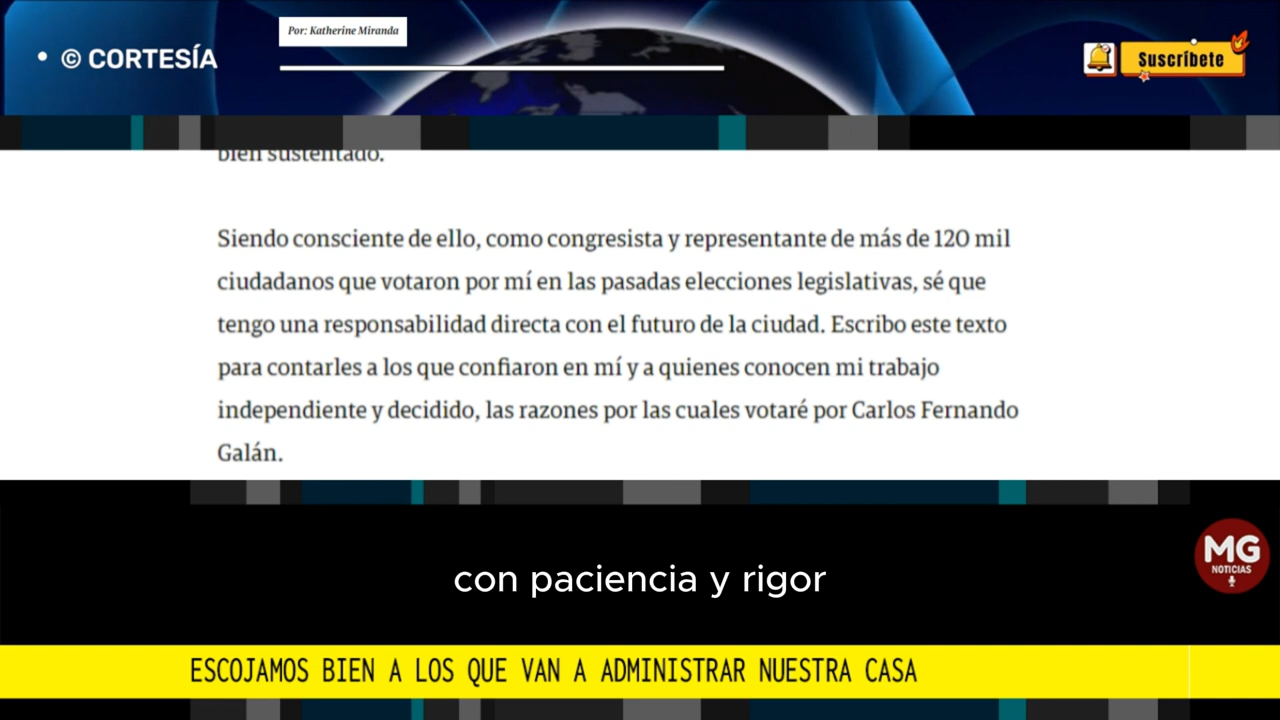 Por: Katherine Miranda
• © CORTESÍA
Suscríbete
bien sustentado.
Siendo consciente de ello, como congresista y representante de más de 120 mil
ciudadanos que votaron por mí en las pasadas elecciones legislativas, sé que
tengo una responsabilidad directa con el futuro de la ciudad. Escribo este texto
para contarles a los que confiaron en mí y a quienes conocen mi trabajo
independiente y decidido, las razones por las cuales votaré por Carlos Fernando
Galán.
MG
NOTICIAS
con paciencia y rigor
ESCOJAMOS BIEN A LOS QUE VAN A ADMINISTRAR NUESTRA CASA